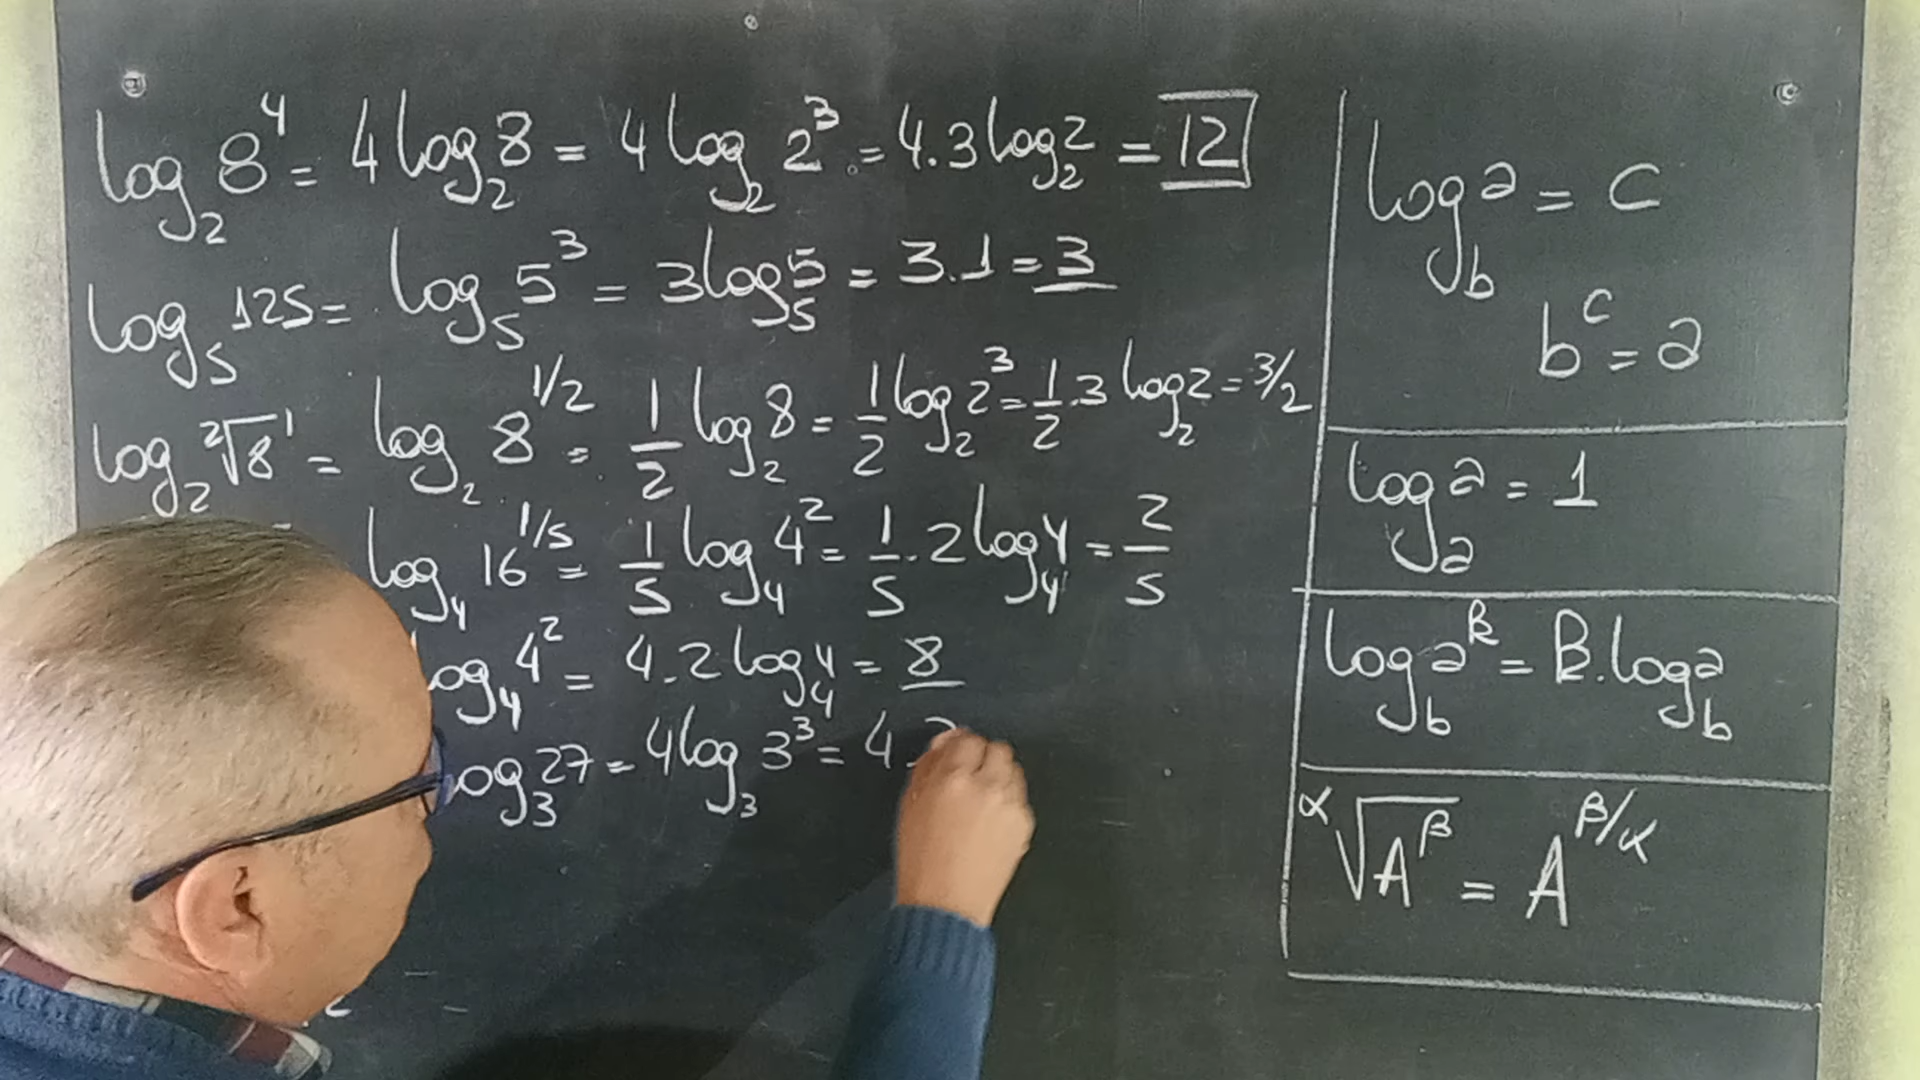 log₂ 8⁴ = 4 log₂ 8 = 4 log₂ 2³ = 4.3 log₂ 2 = 12
log₅ 125 = log₅ 5³ = 3 log₅ 5 = 3.1 = 3
log₂ ²√8¹ = log₂ 8^1/2 = 1/2 log₂ 8 = 1/2 log₂ 2³ = 1/2 . 3 log₂ 2 = 3/2
log₄ 16^1/5 = 1/5 log₄ 4² = 1/5 . 2 log₄ 4 = 2/5
log₄ 4² = 4.2 log₄ 4 = 8
log₃ 27 = 4 log₃ 3³ = 4.
log_b a = c
b^c = a
log_a a = 1
log_b a^β = β.log_b a
α√A^β = A^β/α